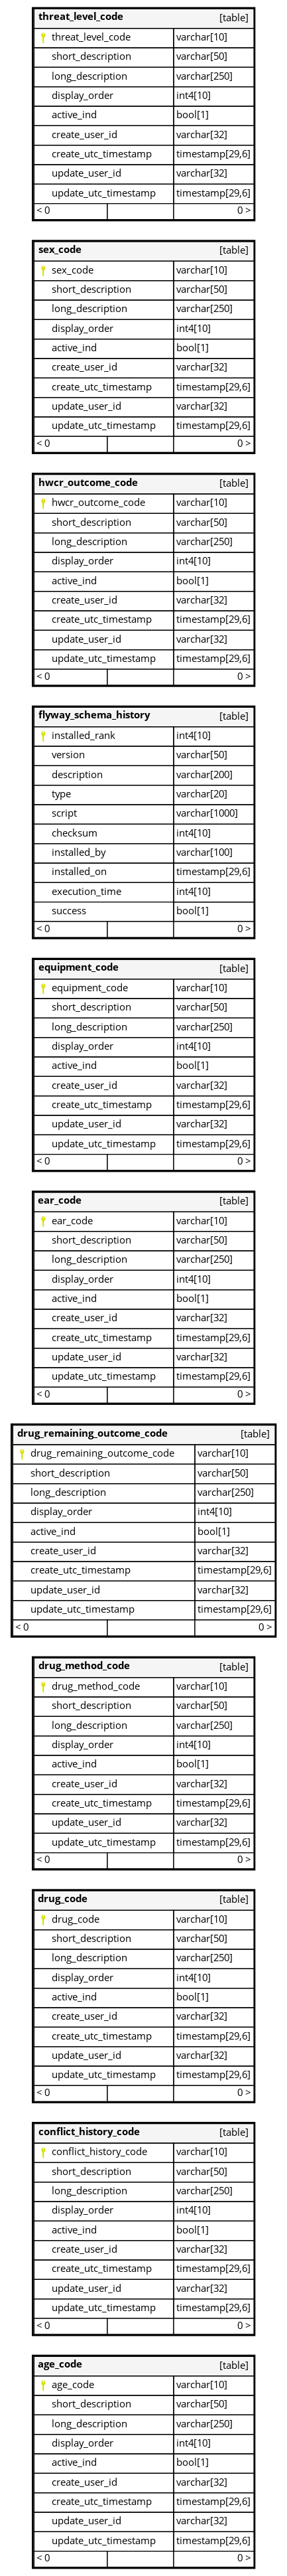 threat_level_code [table]
threat_level_code varchar[10]
short_description varchar[50]
long_description varchar[250]
display_order int4[10]
active_ind bool[1]
create_user_id varchar[32]
create_utc_timestamp timestamp[29,6]
update_user_id varchar[32]
update_utc_timestamp timestamp[29,6]
< 0 0 >
sex_code [table]
sex_code varchar[10]
short_description varchar[50]
long_description varchar[250]
display_order int4[10]
active_ind bool[1]
create_user_id varchar[32]
create_utc_timestamp timestamp[29,6]
update_user_id varchar[32]
update_utc_timestamp timestamp[29,6]
< 0 0 >
hwcr_outcome_code [table]
hwcr_outcome_code varchar[10]
short_description varchar[50]
long_description varchar[250]
display_order int4[10]
active_ind bool[1]
create_user_id varchar[32]
create_utc_timestamp timestamp[29,6]
update_user_id varchar[32]
update_utc_timestamp timestamp[29,6]
< 0 0 >
flyway_schema_history [table]
installed_rank int4[10]
version varchar[50]
description varchar[200]
type varchar[20]
script varchar[1000]
checksum int4[10]
installed_by varchar[100]
installed_on timestamp[29,6]
execution_time int4[10]
success bool[1]
< 0 0 >
equipment_code [table]
equipment_code varchar[10]
short_description varchar[50]
long_description varchar[250]
display_order int4[10]
active_ind bool[1]
create_user_id varchar[32]
create_utc_timestamp timestamp[29,6]
update_user_id varchar[32]
update_utc_timestamp timestamp[29,6]
< 0 0 >
ear_code [table]
ear_code varchar[10]
short_description varchar[50]
long_description varchar[250]
display_order int4[10]
active_ind bool[1]
create_user_id varchar[32]
create_utc_timestamp timestamp[29,6]
update_user_id varchar[32]
update_utc_timestamp timestamp[29,6]
< 0 0 >
drug_remaining_outcome_code [table]
drug_remaining_outcome_code varchar[10]
short_description varchar[50]
long_description varchar[250]
display_order int4[10]
active_ind bool[1]
create_user_id varchar[32]
create_utc_timestamp timestamp[29,6]
update_user_id varchar[32]
update_utc_timestamp timestamp[29,6]
< 0 0 >
drug_method_code [table]
drug_method_code varchar[10]
short_description varchar[50]
long_description varchar[250]
display_order int4[10]
active_ind bool[1]
create_user_id varchar[32]
create_utc_timestamp timestamp[29,6]
update_user_id varchar[32]
update_utc_timestamp timestamp[29,6]
< 0 0 >
drug_code [table]
drug_code varchar[10]
short_description varchar[50]
long_description varchar[250]
display_order int4[10]
active_ind bool[1]
create_user_id varchar[32]
create_utc_timestamp timestamp[29,6]
update_user_id varchar[32]
update_utc_timestamp timestamp[29,6]
< 0 0 >
conflict_history_code [table]
conflict_history_code varchar[10]
short_description varchar[50]
long_description varchar[250]
display_order int4[10]
active_ind bool[1]
create_user_id varchar[32]
create_utc_timestamp timestamp[29,6]
update_user_id varchar[32]
update_utc_timestamp timestamp[29,6]
< 0 0 >
age_code [table]
age_code varchar[10]
short_description varchar[50]
long_description varchar[250]
display_order int4[10]
active_ind bool[1]
create_user_id varchar[32]
create_utc_timestamp timestamp[29,6]
update_user_id varchar[32]
update_utc_timestamp timestamp[29,6]
< 0 0 >